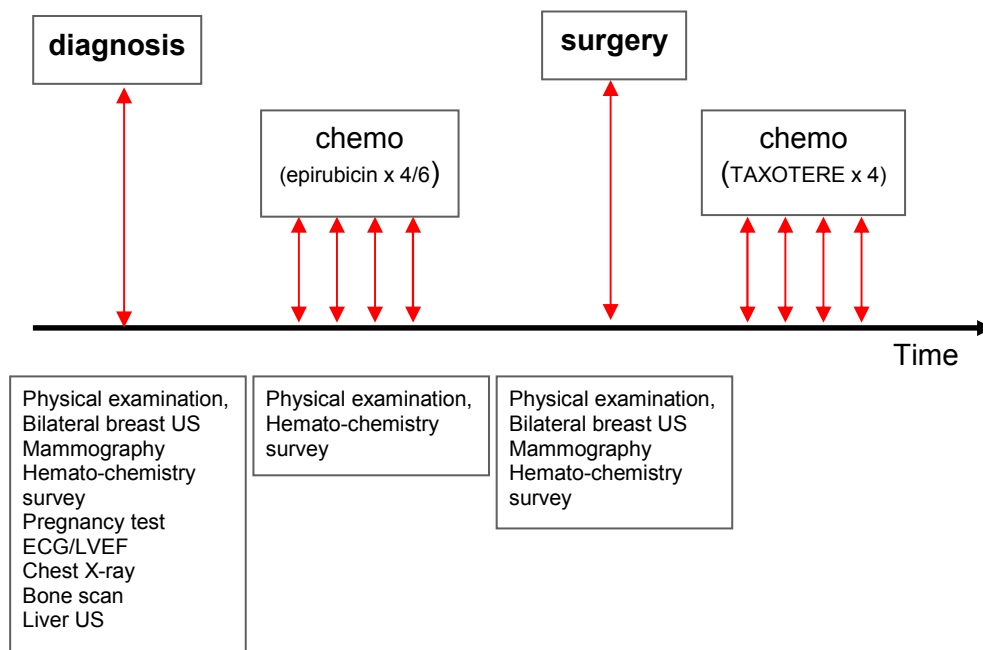 diagnosis
surgery
chemo
(epirubicin x 4/6)
chemo
(TAXOTERE x 4)
Time
Physical examination,
Bilateral breast US
Mammography
Hemato-chemistry
survey
Pregnancy test
ECG/LVEF
Chest X-ray
Bone scan
Liver US
Physical examination,
Hemato-chemistry
survey
Physical examination,
Bilateral breast US
Mammography
Hemato-chemistry
survey